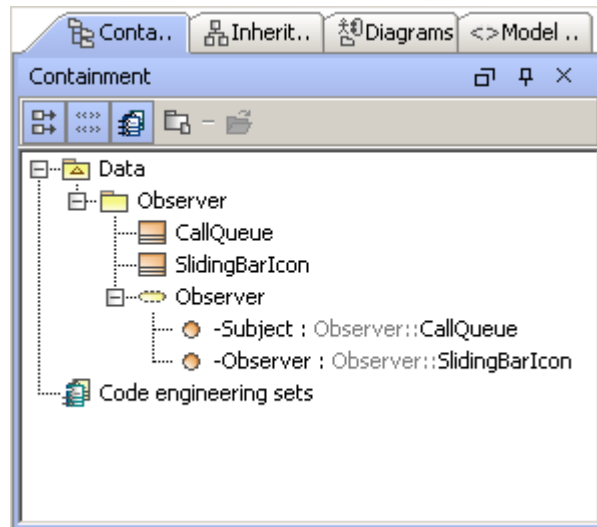 Conta.. Inherit.. Diagrams <>Model ..
Containment
Data
Observer
CallQueue
SlidingBarIcon
Observer
-Subject : Observer::CallQueue
-Observer : Observer::SlidingBarIcon
Code engineering sets